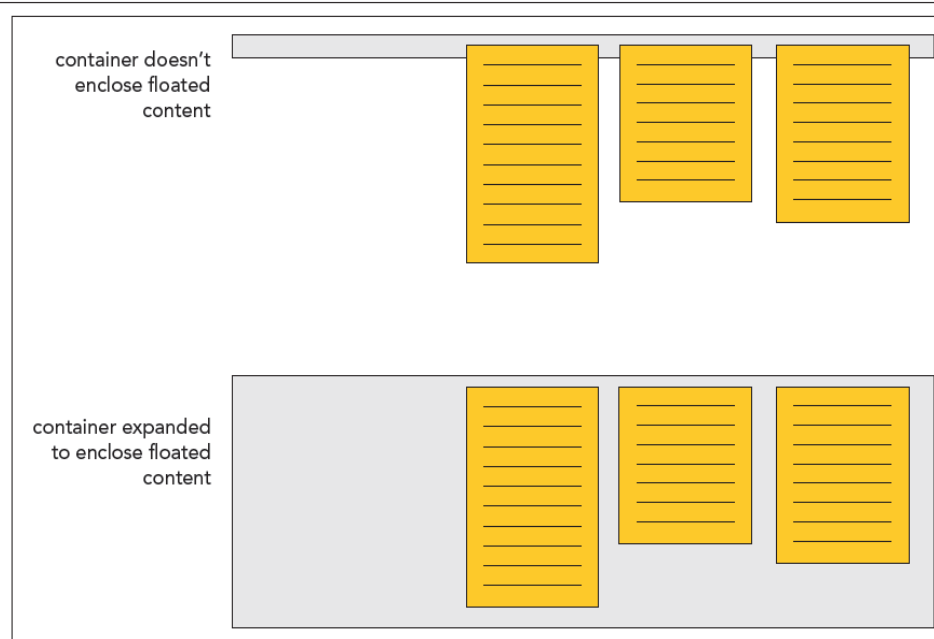 container doesn’t
enclose floated
content
container expanded
to enclose floated
content